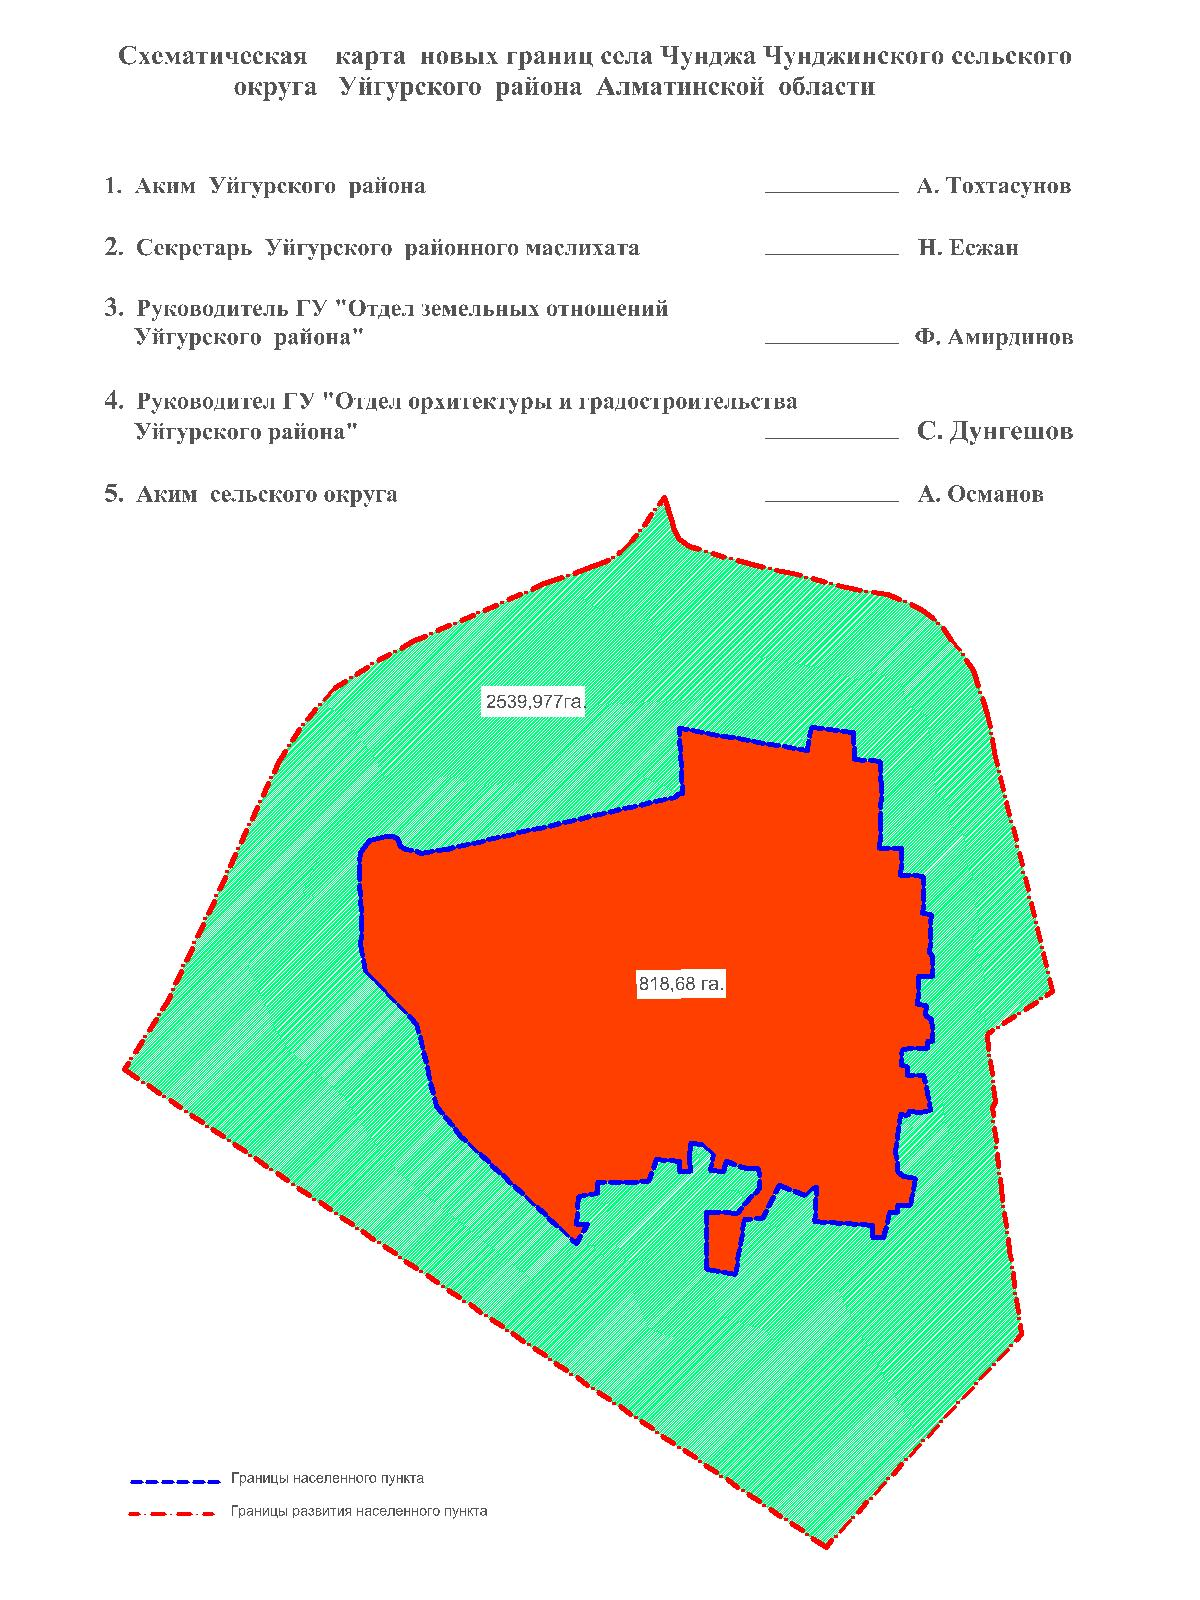 Схематическая карта новых границ села Чунджа Чунджинского сельского
округа Уйгурского района Алматинской области
1. Аким Уйгурского района А. Тохтасунов
2. Секретарь Уйгурского районного маслихата Н. Есжан
3. Руководитель ГУ "Отдел земельных отношений
Уйгурского района" Ф. Амирдинов
4. Руководител ГУ "Отдел орхитектуры и градостроительства
Уйгурского района" С. Дунгешов
5. Аким сельского округа А. Османов
2539,977га.
818,68 га.
Границы населенного пункта
Границы развития населенного пункта